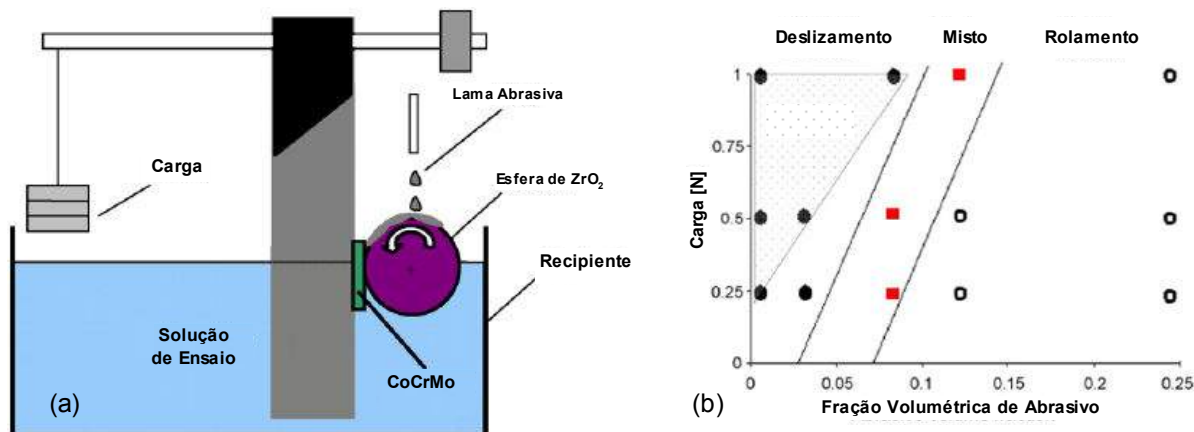 Carga
Lama Abrasiva
Esfera de ZrO₂
Recipiente
Solução
de Ensaio
CoCrMo
(a)
Deslizamento
Misto
Rolamento
Carga [N]
1
0.75
0.5
0.25
0
0
0.05
0.1
0.15
0.2
0.25
Fração Volumétrica de Abrasivo
(b)